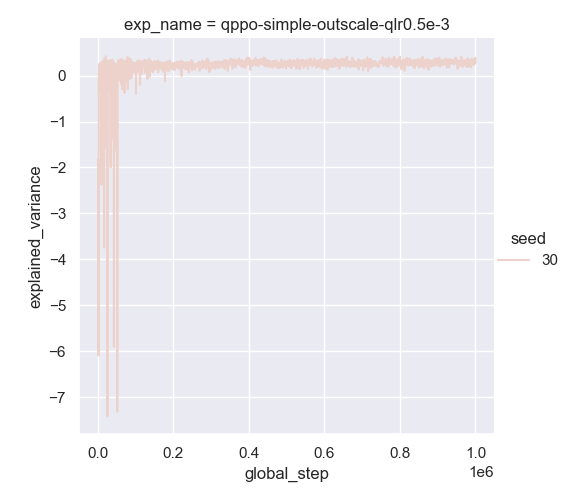 exp_name = qppo-simple-outscale-qlr0.5e-3
0
−1
−2
−3
−4
−5
−6
−7
explained_variance
0.0 0.2 0.4 0.6 0.8 1.0
1e6
global_step
seed
30